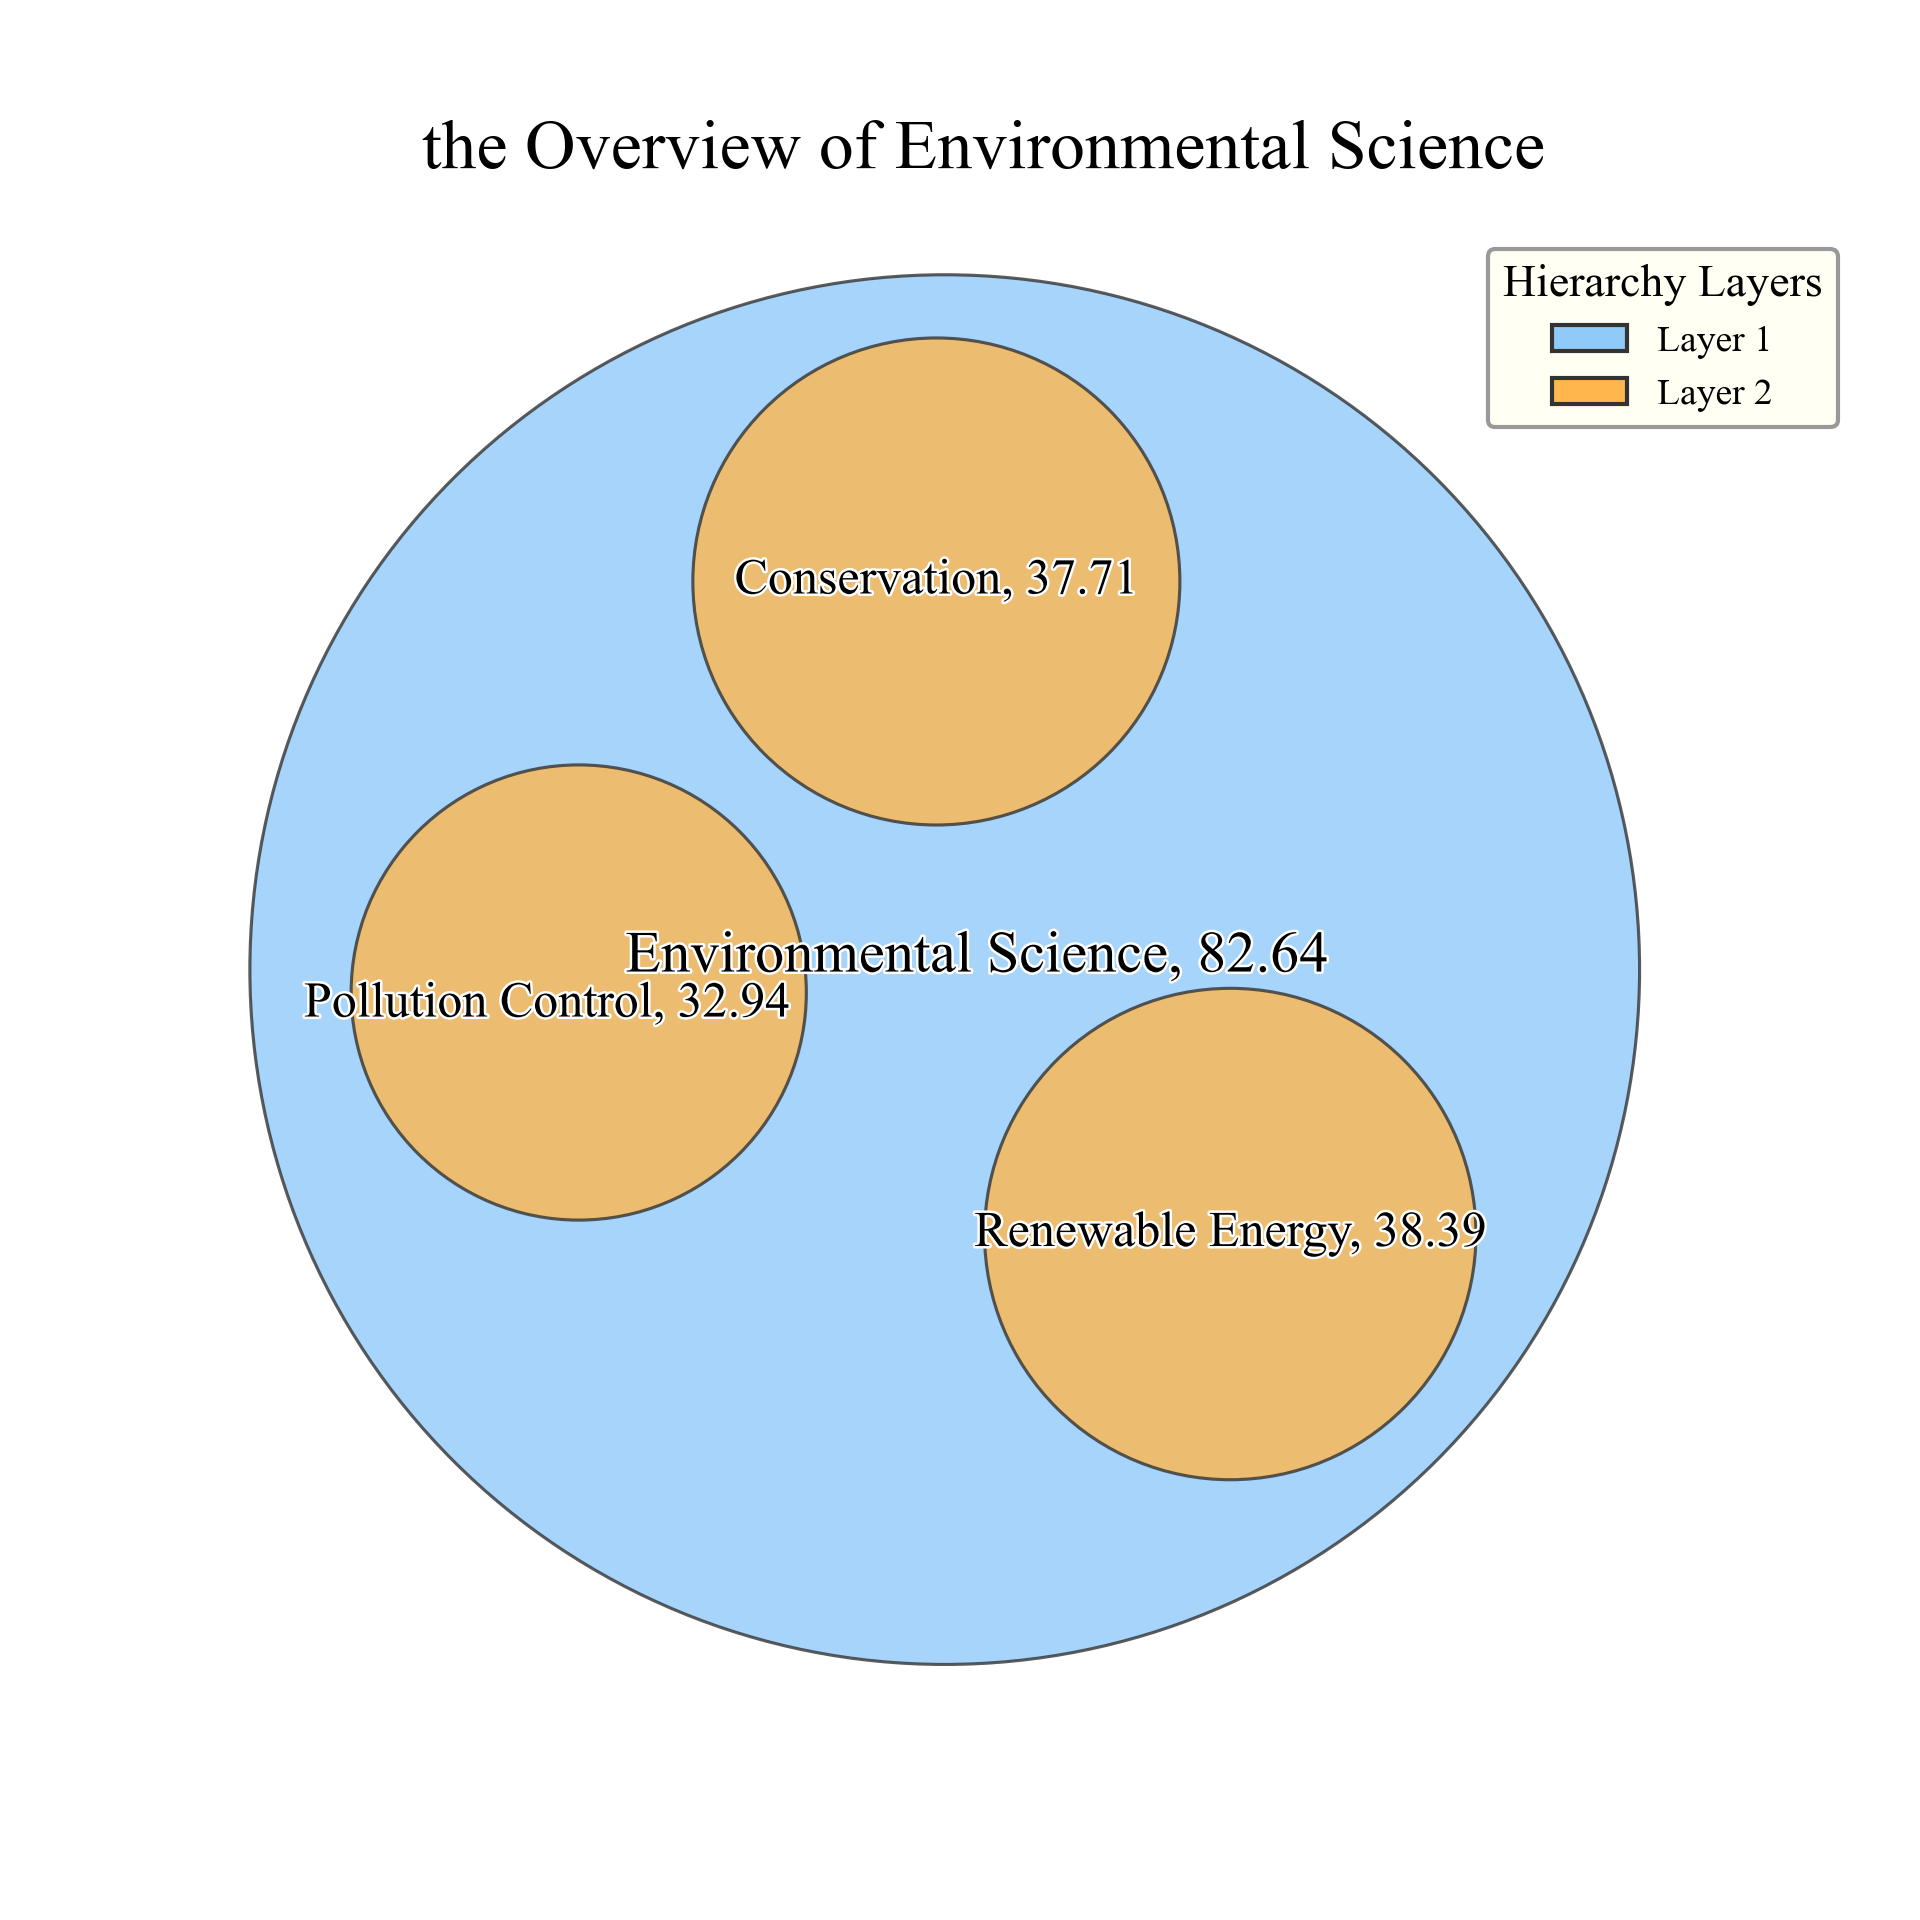 the Overview of Environmental Science
Hierarchy Layers
Layer 1
Layer 2
Conservation, 37.71
Environmental Science, 82.64
Pollution Control, 32.94
Renewable Energy, 38.39